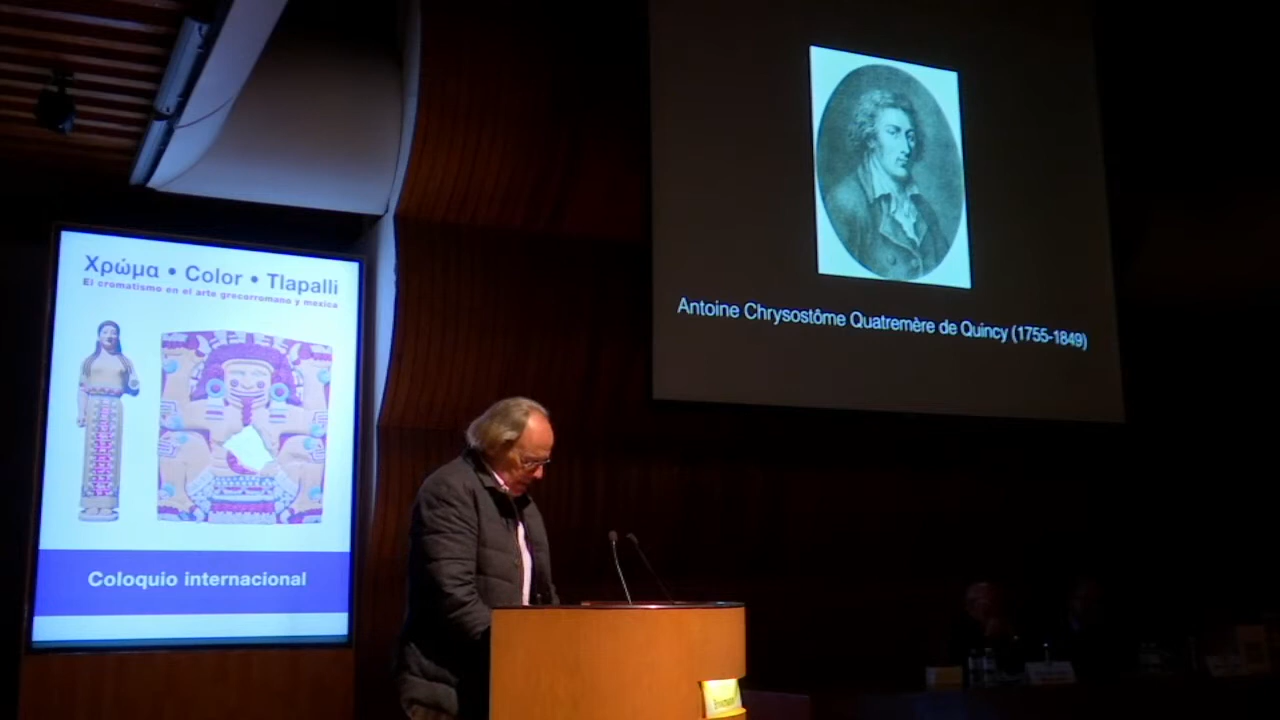 Χρώμα • Color • Tlapalli
El cromatismo en el arte grecorromano y mexica
Coloquio internacional
Antoine Chrysostôme Quatremère de Quincy (1755-1849)